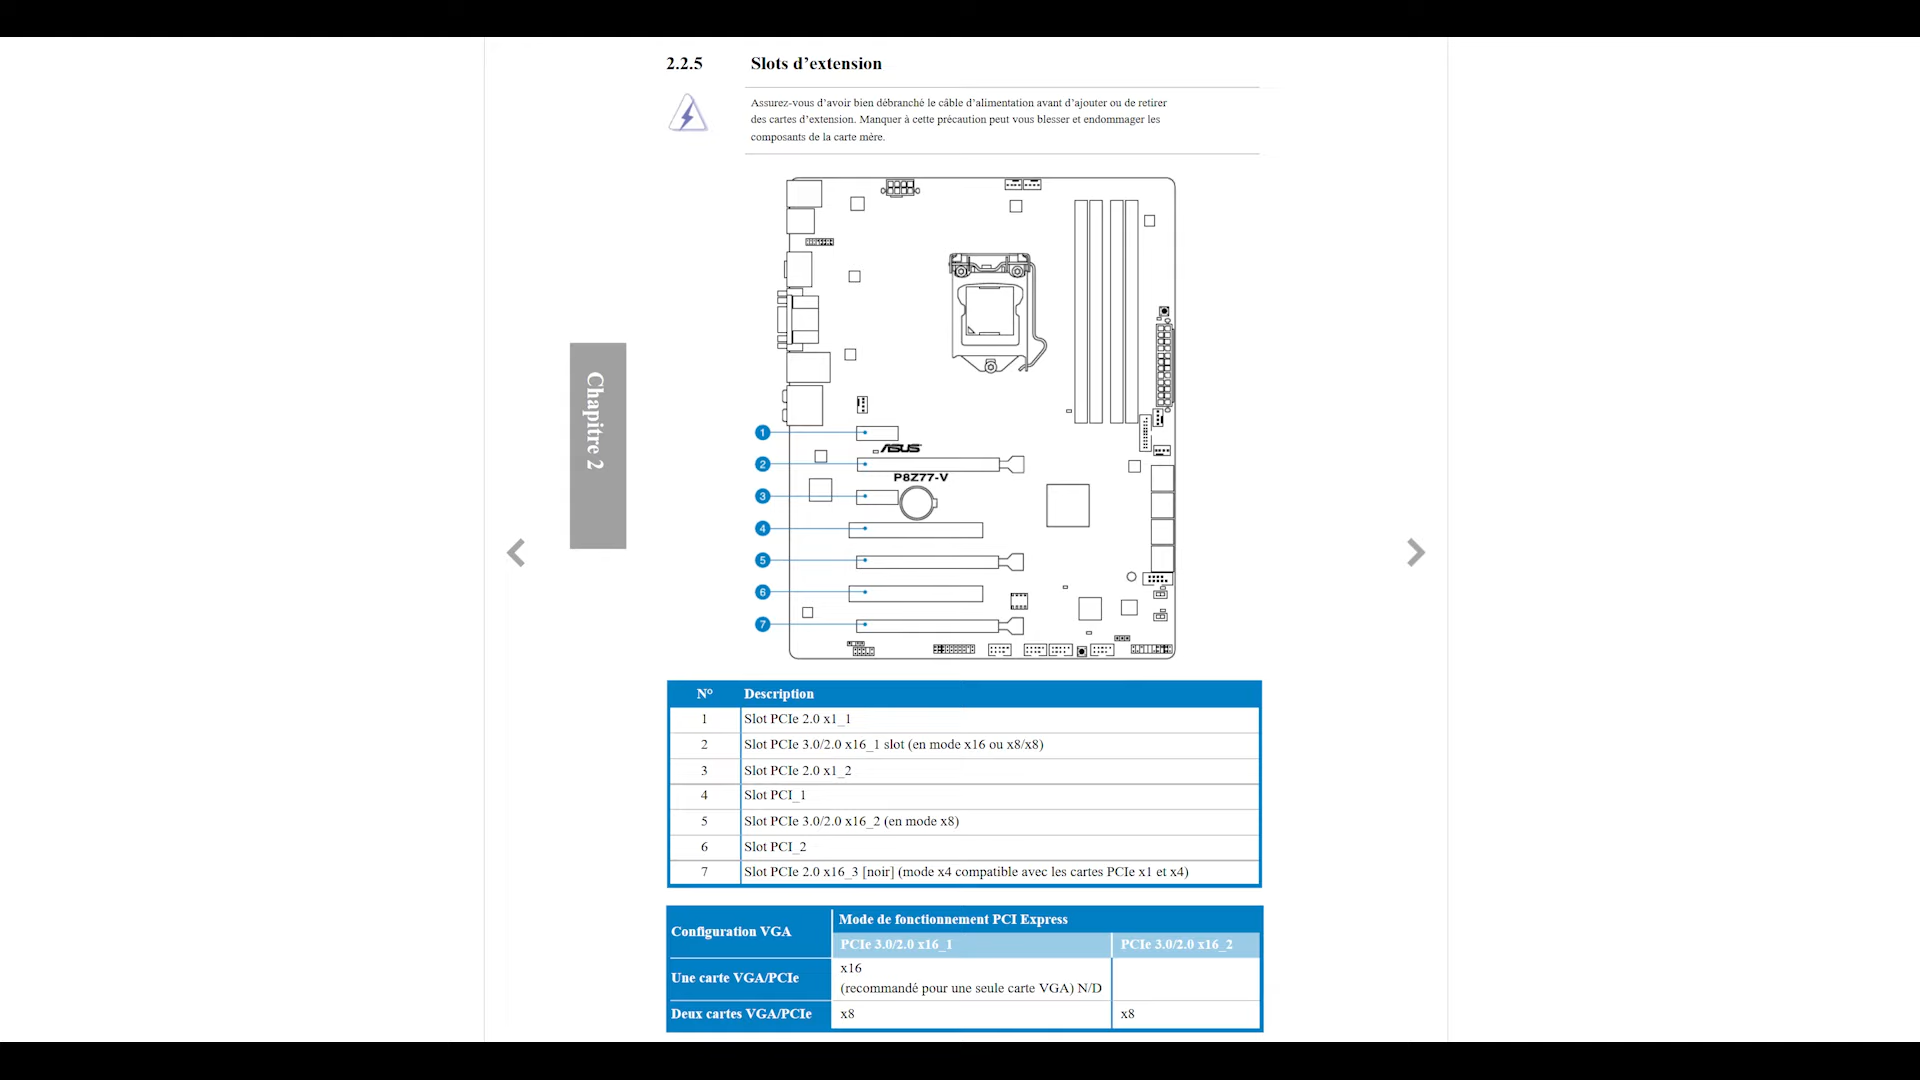 2.2.5 Slots d'extension
Assurez-vous d'avoir bien débranché le câble d'alimentation avant d'ajouter ou de retirer
des cartes d'extension. Manquer à cette précaution peut vous blesser et endommager les
composants de la carte mère.
Chapitre 2
1
ASUS
2
P8Z77-V
3
4
5
6
7
N° Description
1 Slot PCIe 2.0 x1_1
2 Slot PCIe 3.0/2.0 x16_1 slot (en mode x16 ou x8/x8)
3 Slot PCIe 2.0 x1_2
4 Slot PCI_1
5 Slot PCIe 3.0/2.0 x16_2 (en mode x8)
6 Slot PCI_2
7 Slot PCIe 2.0 x16_3 [noir] (mode x4 compatible avec les cartes PCIe x1 et x4)
Configuration VGA
Mode de fonctionnement PCI Express
PCIe 3.0/2.0 x16_1 PCIe 3.0/2.0 x16_2
Une carte VGA/PCIe
x16
(recommandé pour une seule carte VGA) N/D
Deux cartes VGA/PCIe x8 x8